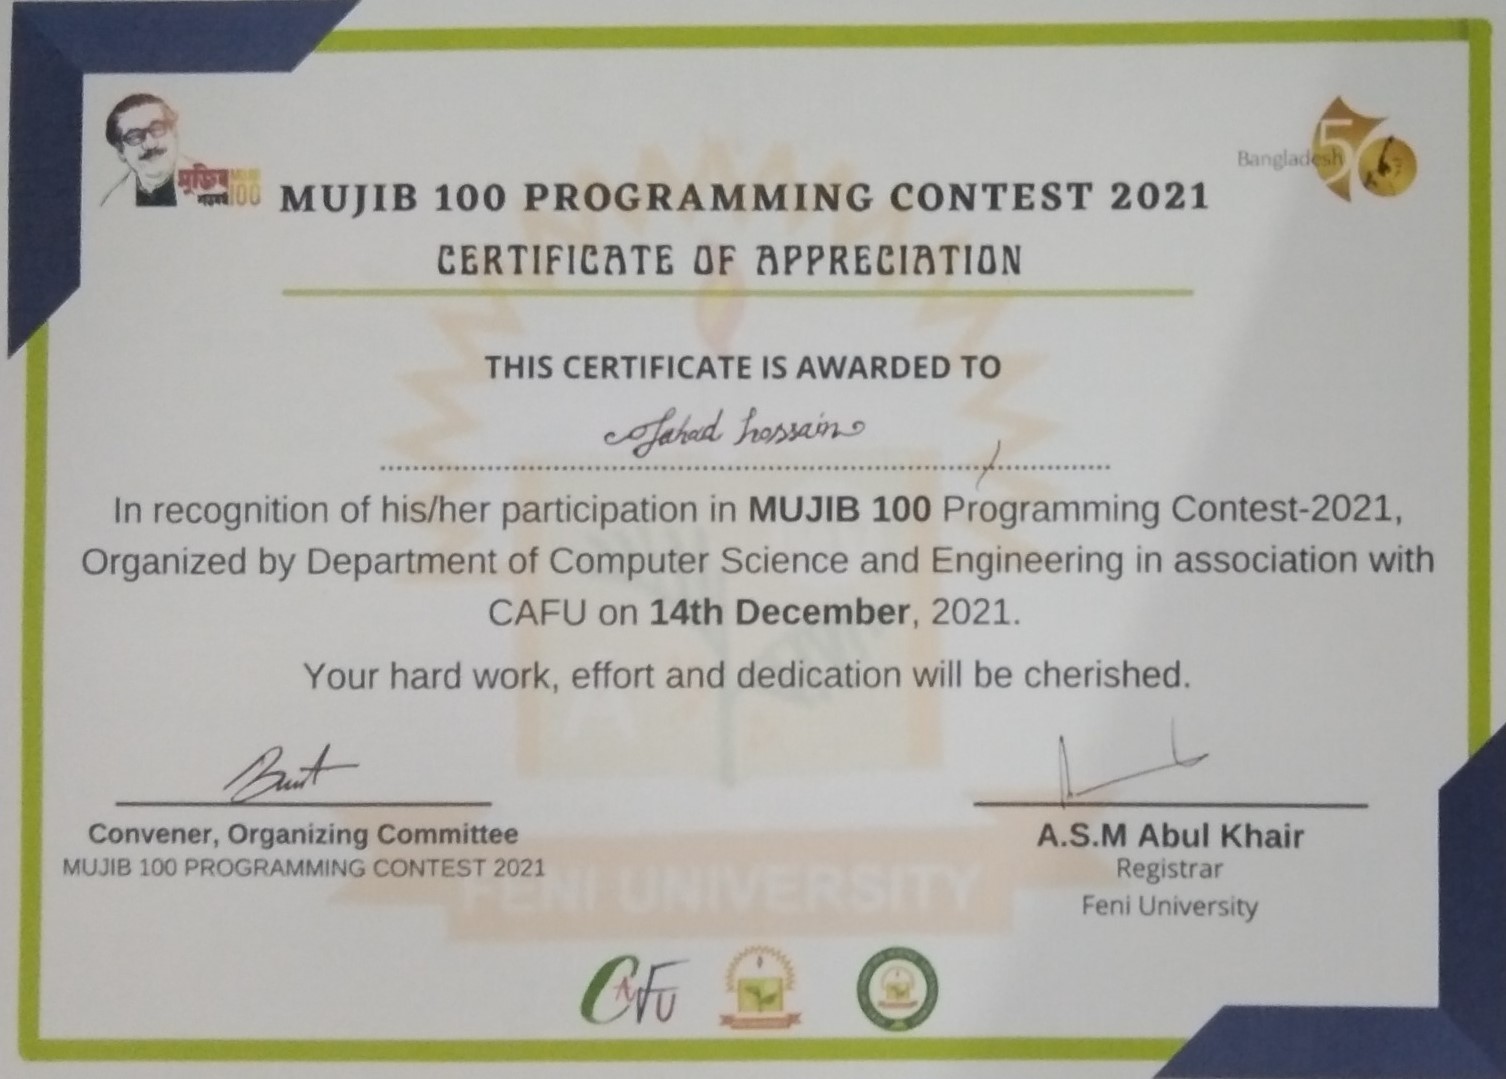 মুজিব MUJIB
শতবর্ষ 100
Bangladesh 50
MUJIB 100 PROGRAMMING CONTEST 2021
CERTIFICATE OF APPRECIATION
THIS CERTIFICATE IS AWARDED TO
Jahad hossain
In recognition of his/her participation in MUJIB 100 Programming Contest-2021,
Organized by Department of Computer Science and Engineering in association with
CAFU on 14th December, 2021.
Your hard work, effort and dedication will be cherished.
Convener, Organizing Committee
MUJIB 100 PROGRAMMING CONTEST 2021
A.S.M Abul Khair
Registrar
Feni University
FENI UNIVERSITY
CAFU